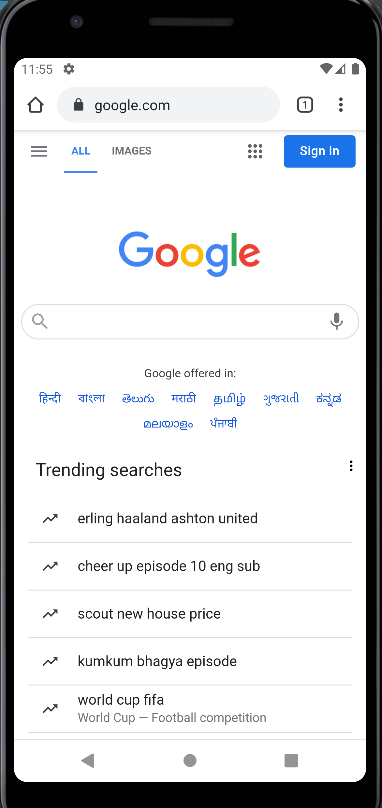 11:55
google.com
1
ALL IMAGES Sign in
Google
Google offered in:
हिन्दी বাংলা తెలుగు मराठी தமிழ் ગુજરાતી ಕನ್ನಡ
മലയാളം ਪੰਜਾਬੀ
Trending searches
erling haaland ashton united
cheer up episode 10 eng sub
scout new house price
kumkum bhagya episode
world cup fifa
World Cup — Football competition